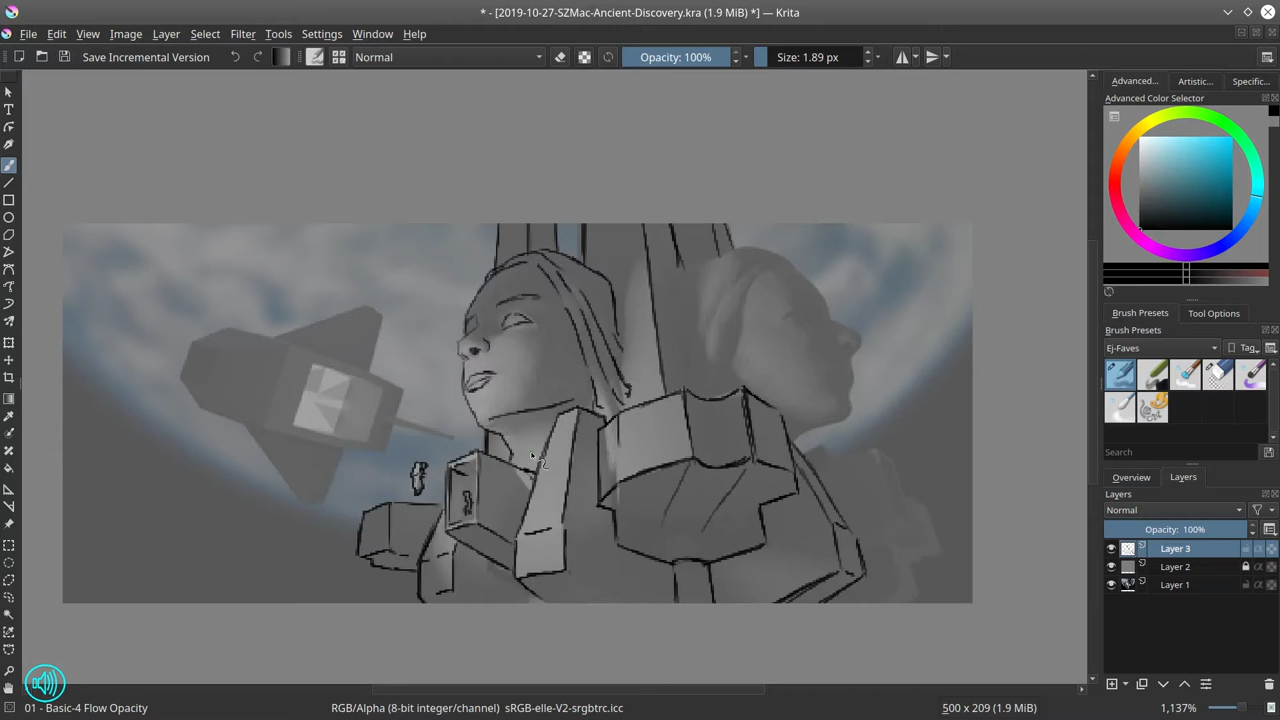 * - [2019-10-27-SZMac-Ancient-Discovery.kra (1.9 MiB) *] — Krita
File Edit View Image Layer Select Filter Tools Settings Window Help
Save Incremental Version Normal Opacity: 100% Size: 1.89 px
Advanced... Artistic... Specific...
Advanced Color Selector
Brush Presets Tool Options
Brush Presets
Ej-Faves Tag
Search
Overview Layers
Layers
Normal
Opacity: 100%
Layer 3
Layer 2
Layer 1
01 - Basic-4 Flow Opacity RGB/Alpha (8-bit integer/channel) sRGB-elle-V2-srgbtrc.icc 500 x 209 (1.9 MiB) 1,137%